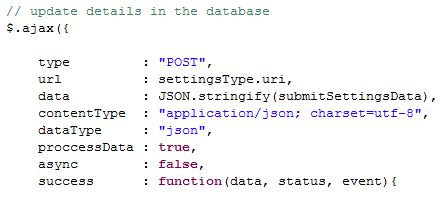 // update details in the database
$.ajax({
type : "POST",
url : settingsType.uri,
data : JSON.stringify(submitSettingsData),
contentType : "application/json; charset=utf-8",
dataType : "json",
proccessData : true,
async : false,
success : function(data, status, event){